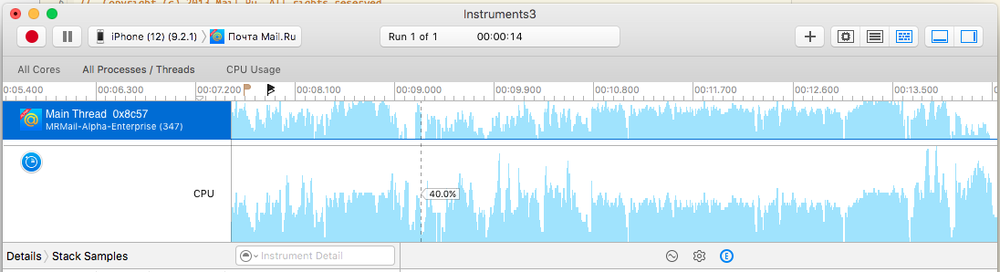 6 // Copyright (c) 2013 Mail.Ru. All rights reserved.
Instruments3
iPhone (12) (9.2.1) 〉 Почта Mail.Ru
Run 1 of 1 00:00:14
All Cores All Processes / Threads CPU Usage
0:05.400 00:06.300 00:07.200 00:08.100 00:09.000 00:09.900 00:10.800 00:11.700 00:12.600 00:13.500
Main Thread 0x8c57
MRMail-Alpha-Enterprise (347)
CPU
40.0%
Details 〉 Stack Samples
Instrument Detail
E